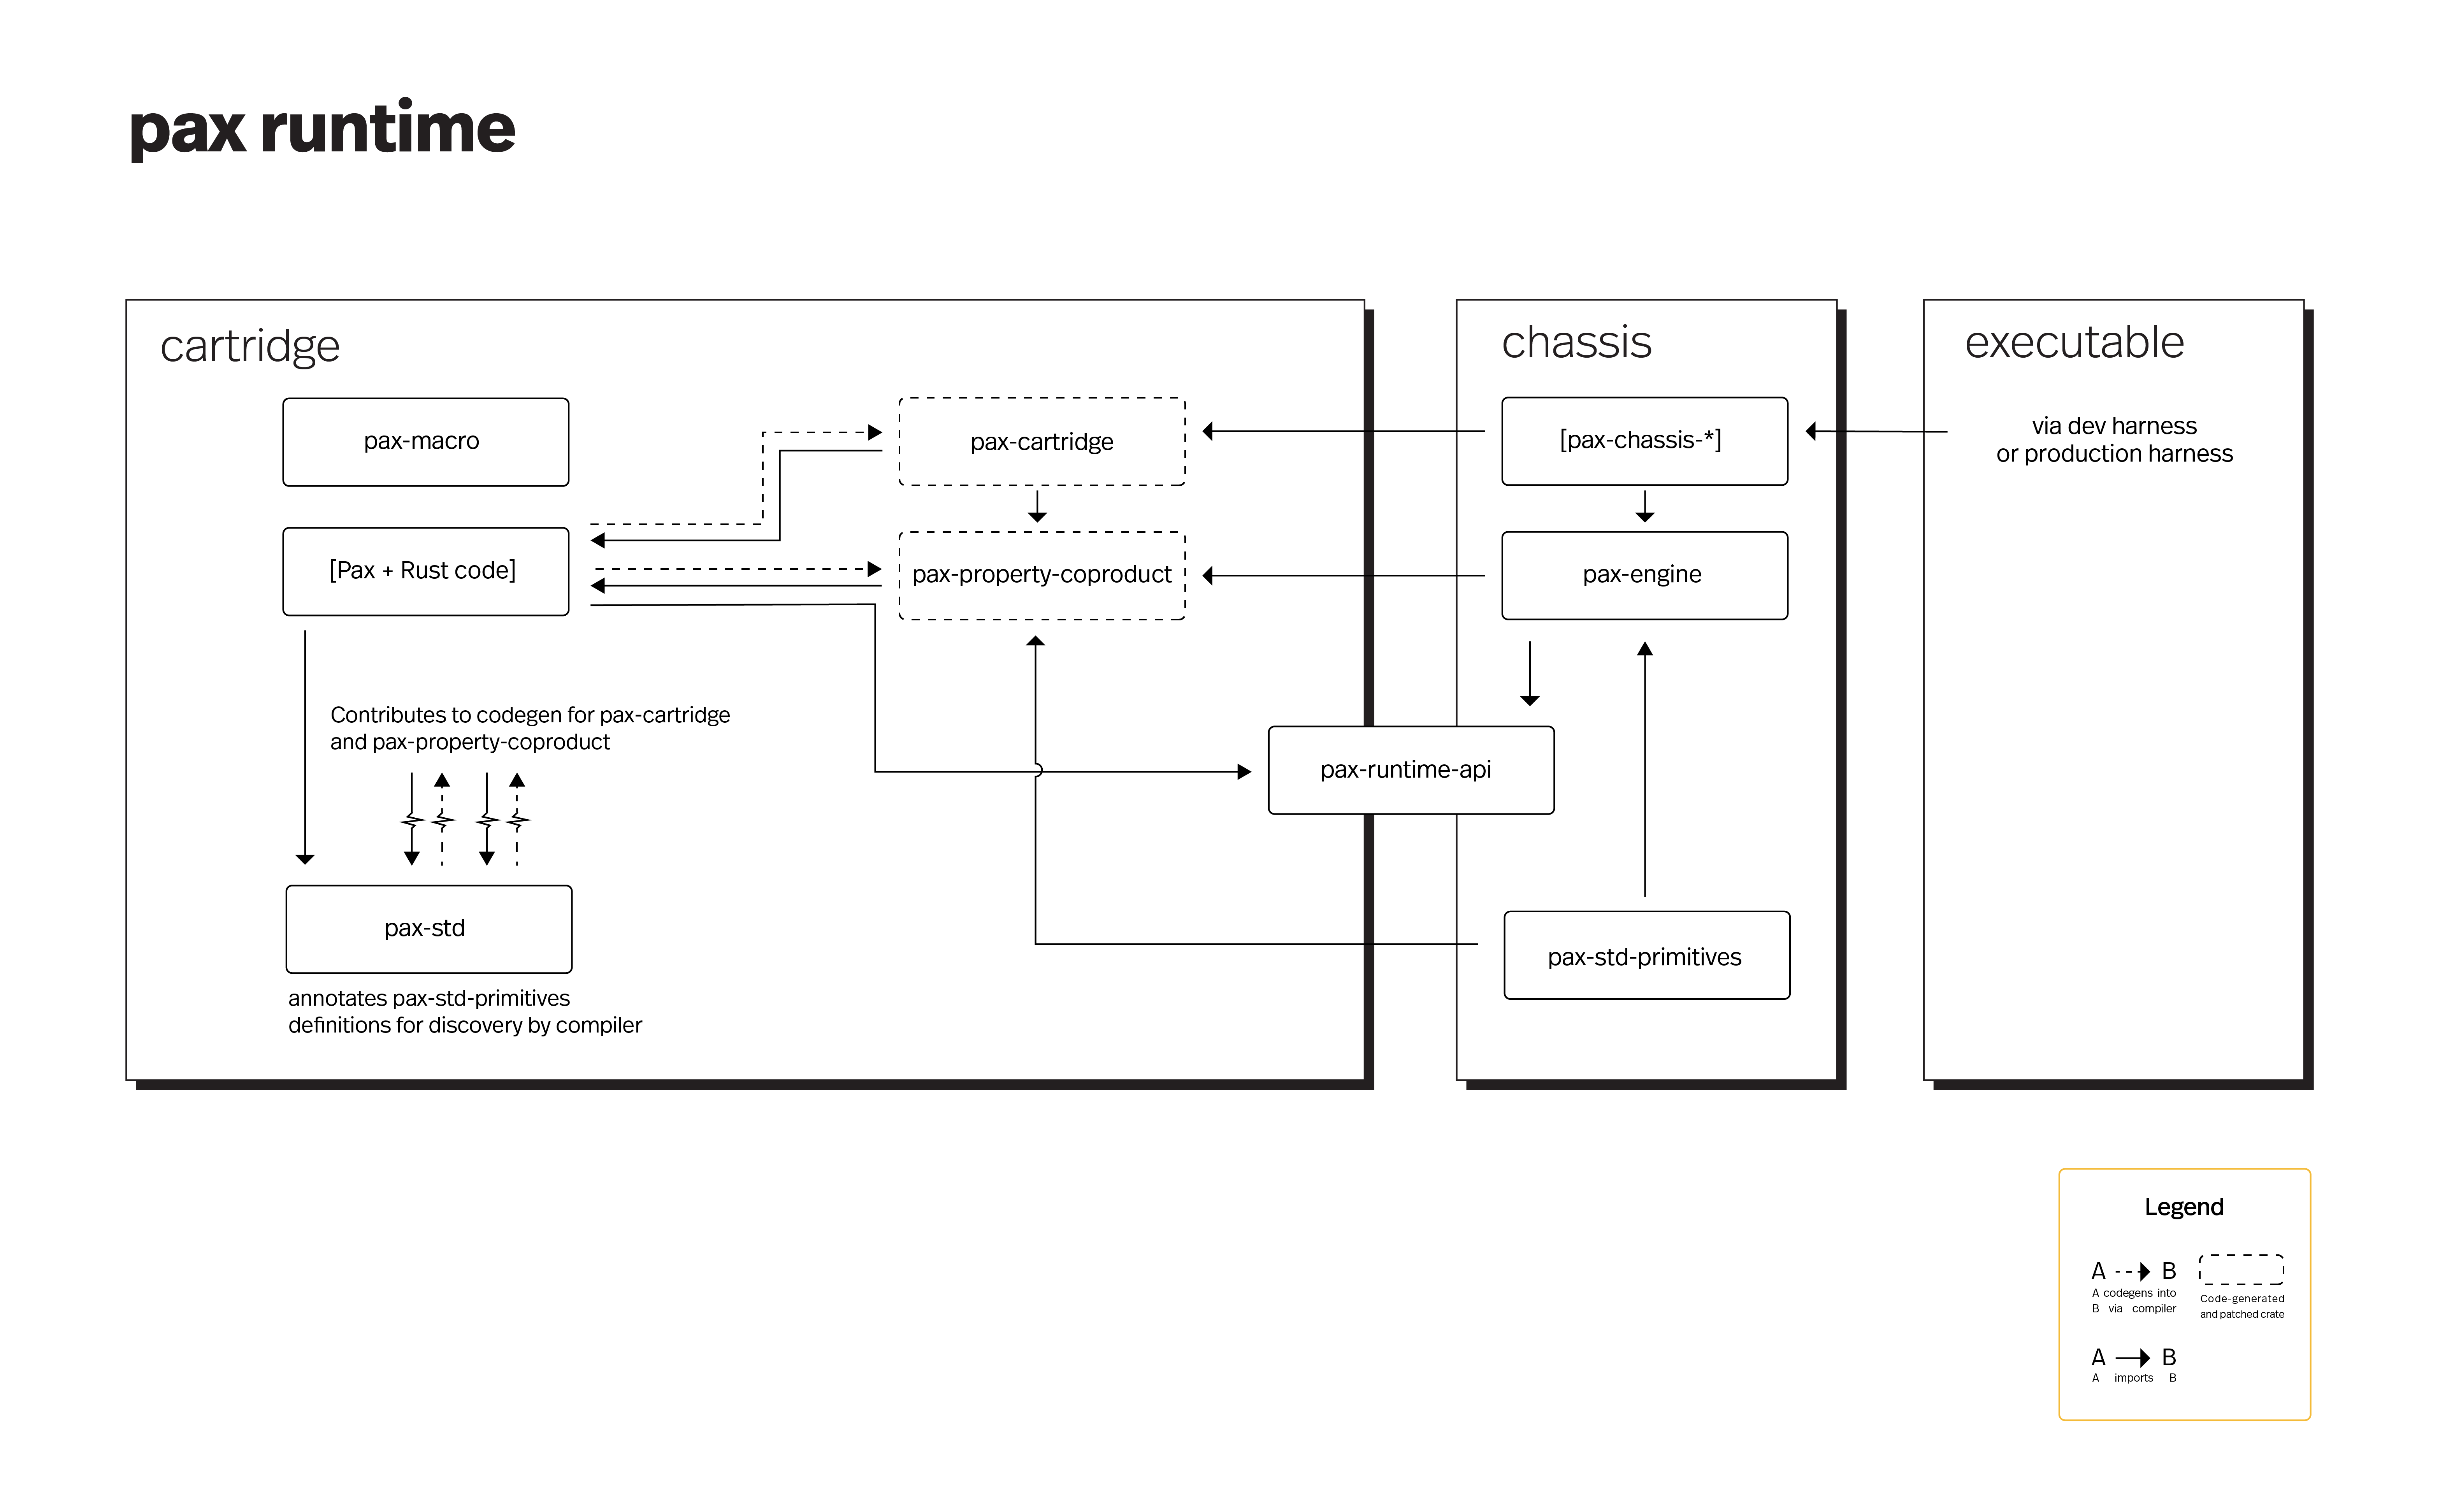 pax runtime
cartridge
chassis
executable
pax-macro
pax-cartridge
[pax-chassis-*]
via dev harness
or production harness
[Pax + Rust code]
pax-property-coproduct
pax-engine
Contributes to codegen for pax-cartridge
and pax-property-coproduct
pax-runtime-api
pax-std
pax-std-primitives
annotates pax-std-primitives
definitions for discovery by compiler
Legend
A B
A codegens into
B via compiler
Code-generated
and patched crate
A B
A imports B